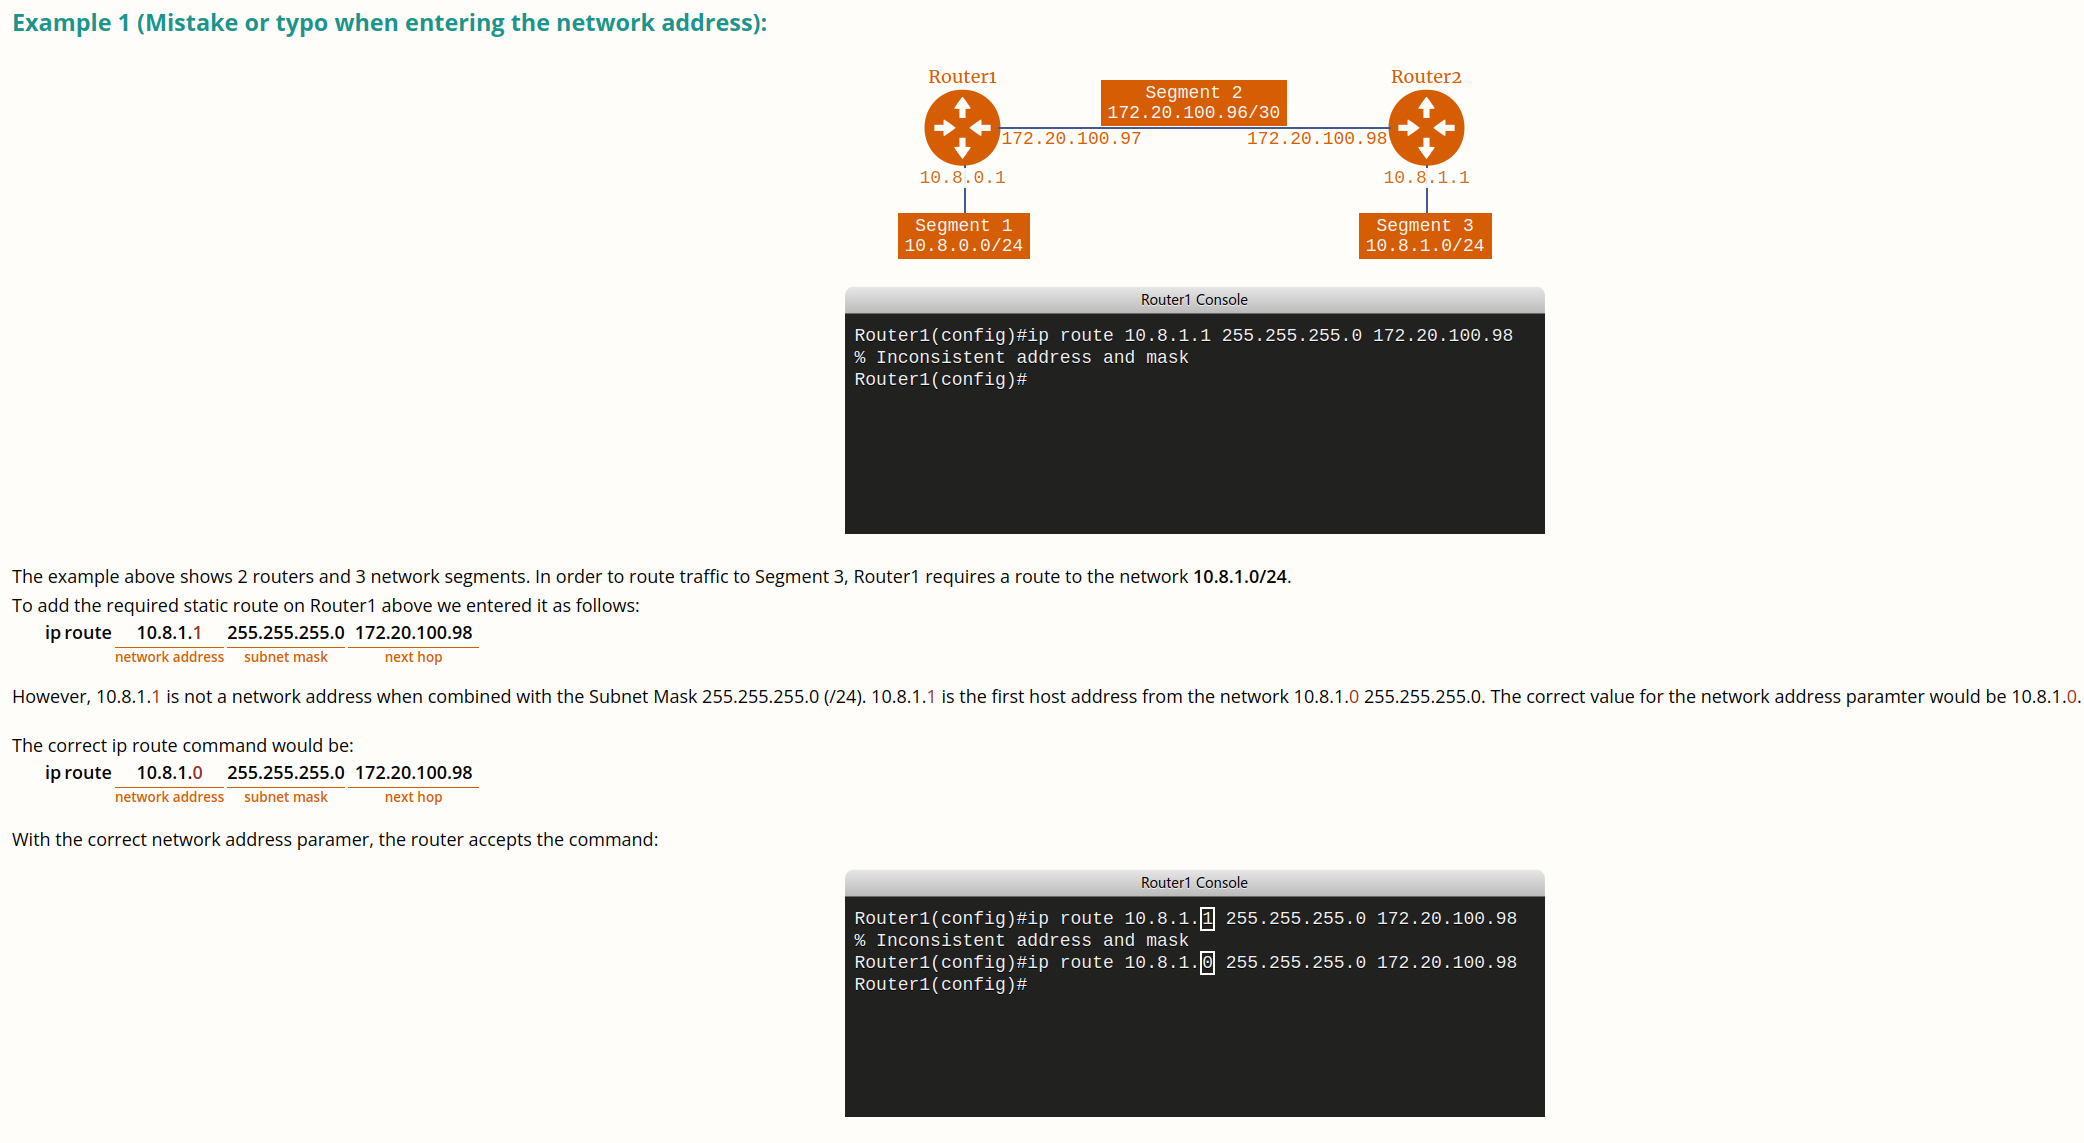 Example 1 (Mistake or typo when entering the network address):
Router1
Router2
Segment 2
172.20.100.96/30
172.20.100.97
172.20.100.98
10.8.0.1
10.8.1.1
Segment 1
10.8.0.0/24
Segment 3
10.8.1.0/24
Router1 Console
Router1(config)#ip route 10.8.1.1 255.255.255.0 172.20.100.98
% Inconsistent address and mask
Router1(config)#
The example above shows 2 routers and 3 network segments. In order to route traffic to Segment 3, Router1 requires a route to the network 10.8.1.0/24.
To add the required static route on Router1 above we entered it as follows:
ip route 10.8.1.1 255.255.255.0 172.20.100.98
network address subnet mask next hop
However, 10.8.1.1 is not a network address when combined with the Subnet Mask 255.255.255.0 (/24). 10.8.1.1 is the first host address from the network 10.8.1.0 255.255.255.0. The correct value for the network address paramter would be 10.8.1.0.
The correct ip route command would be:
ip route 10.8.1.0 255.255.255.0 172.20.100.98
network address subnet mask next hop
With the correct network address paramer, the router accepts the command:
Router1 Console
Router1(config)#ip route 10.8.1.1 255.255.255.0 172.20.100.98
% Inconsistent address and mask
Router1(config)#ip route 10.8.1.0 255.255.255.0 172.20.100.98
Router1(config)#